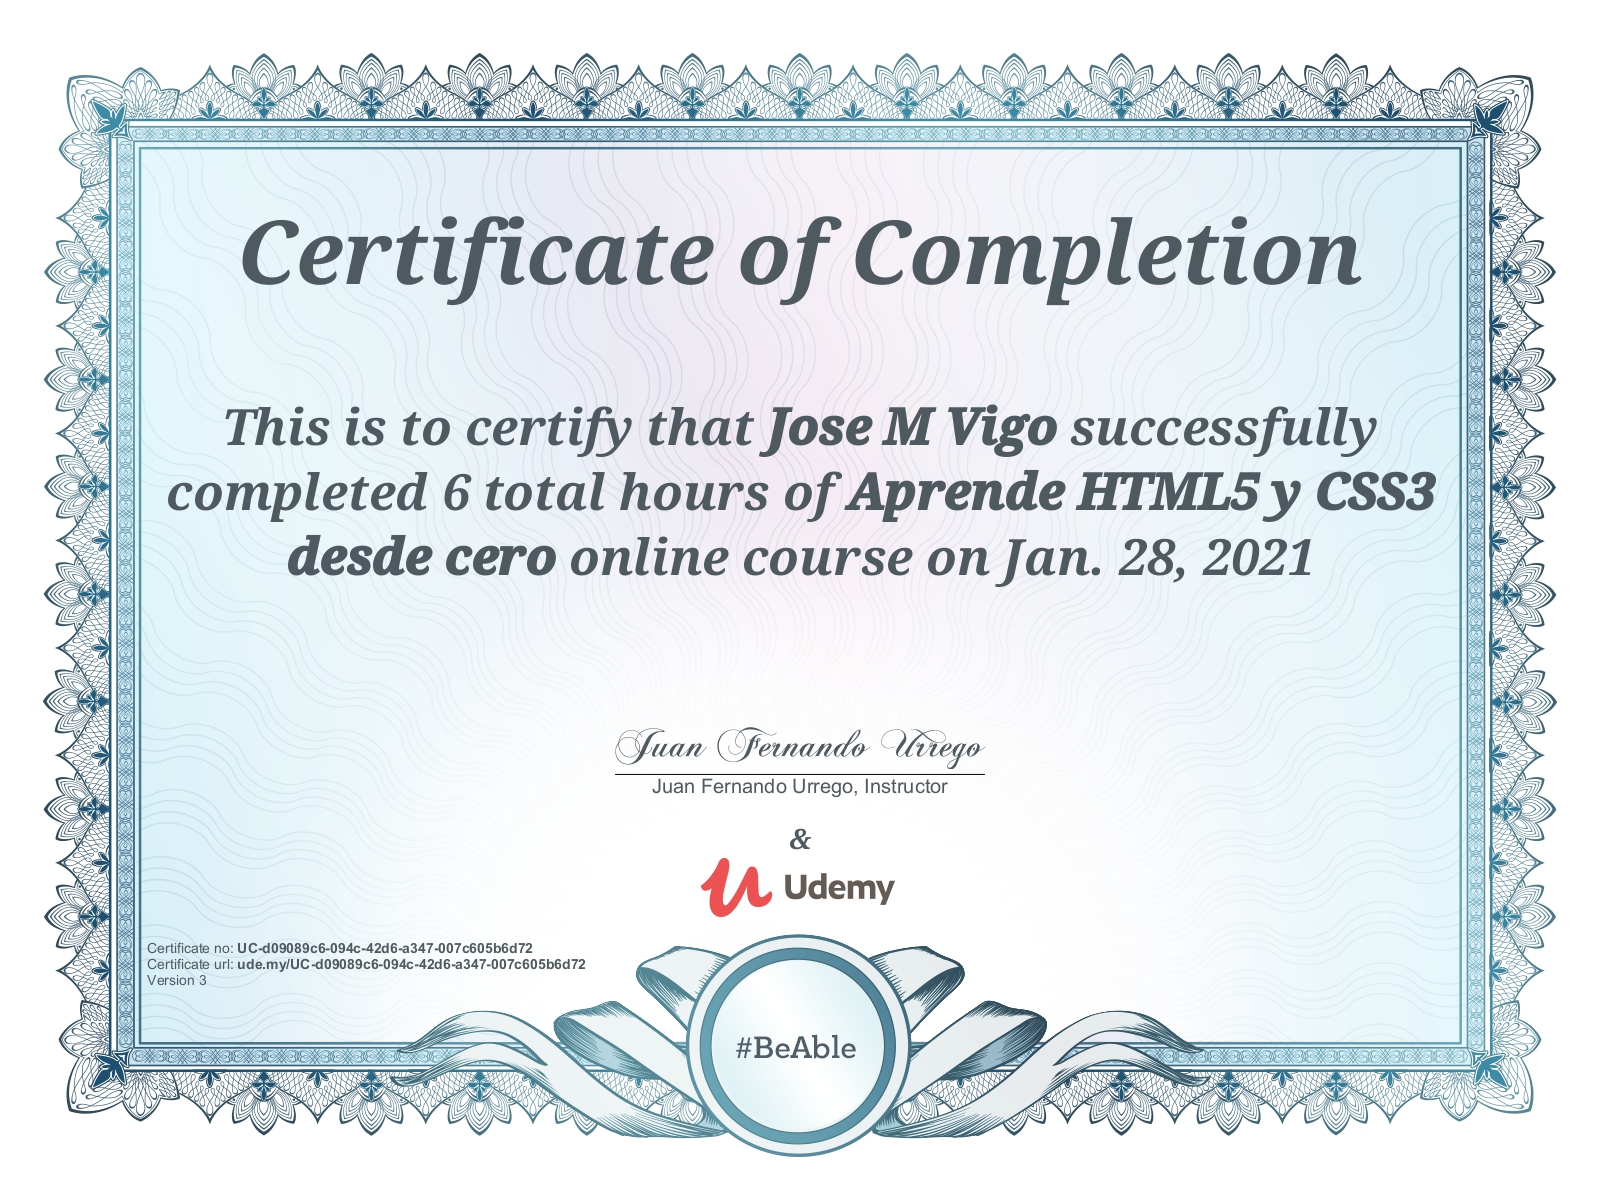 Certificate of Completion
This is to certify that Jose M Vigo successfully
completed 6 total hours of Aprende HTML5 y CSS3
desde cero online course on Jan. 28, 2021
Juan Fernando Urrego
Juan Fernando Urrego, Instructor
&
Udemy
Certificate no: UC-d09089c6-094c-42d6-a347-007c605b6d72
Certificate url: ude.my/UC-d09089c6-094c-42d6-a347-007c605b6d72
Version 3
#BeAble